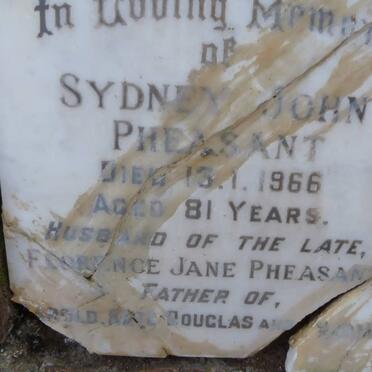 In Loving Memory
of
SYDNEY JOHN
PHEASANT
DIED 13.1.1966
AGED 81 YEARS.
HUSBAND OF THE LATE,
FLORENCE JANE PHEASANT
FATHER OF,
DOUGLAS AND